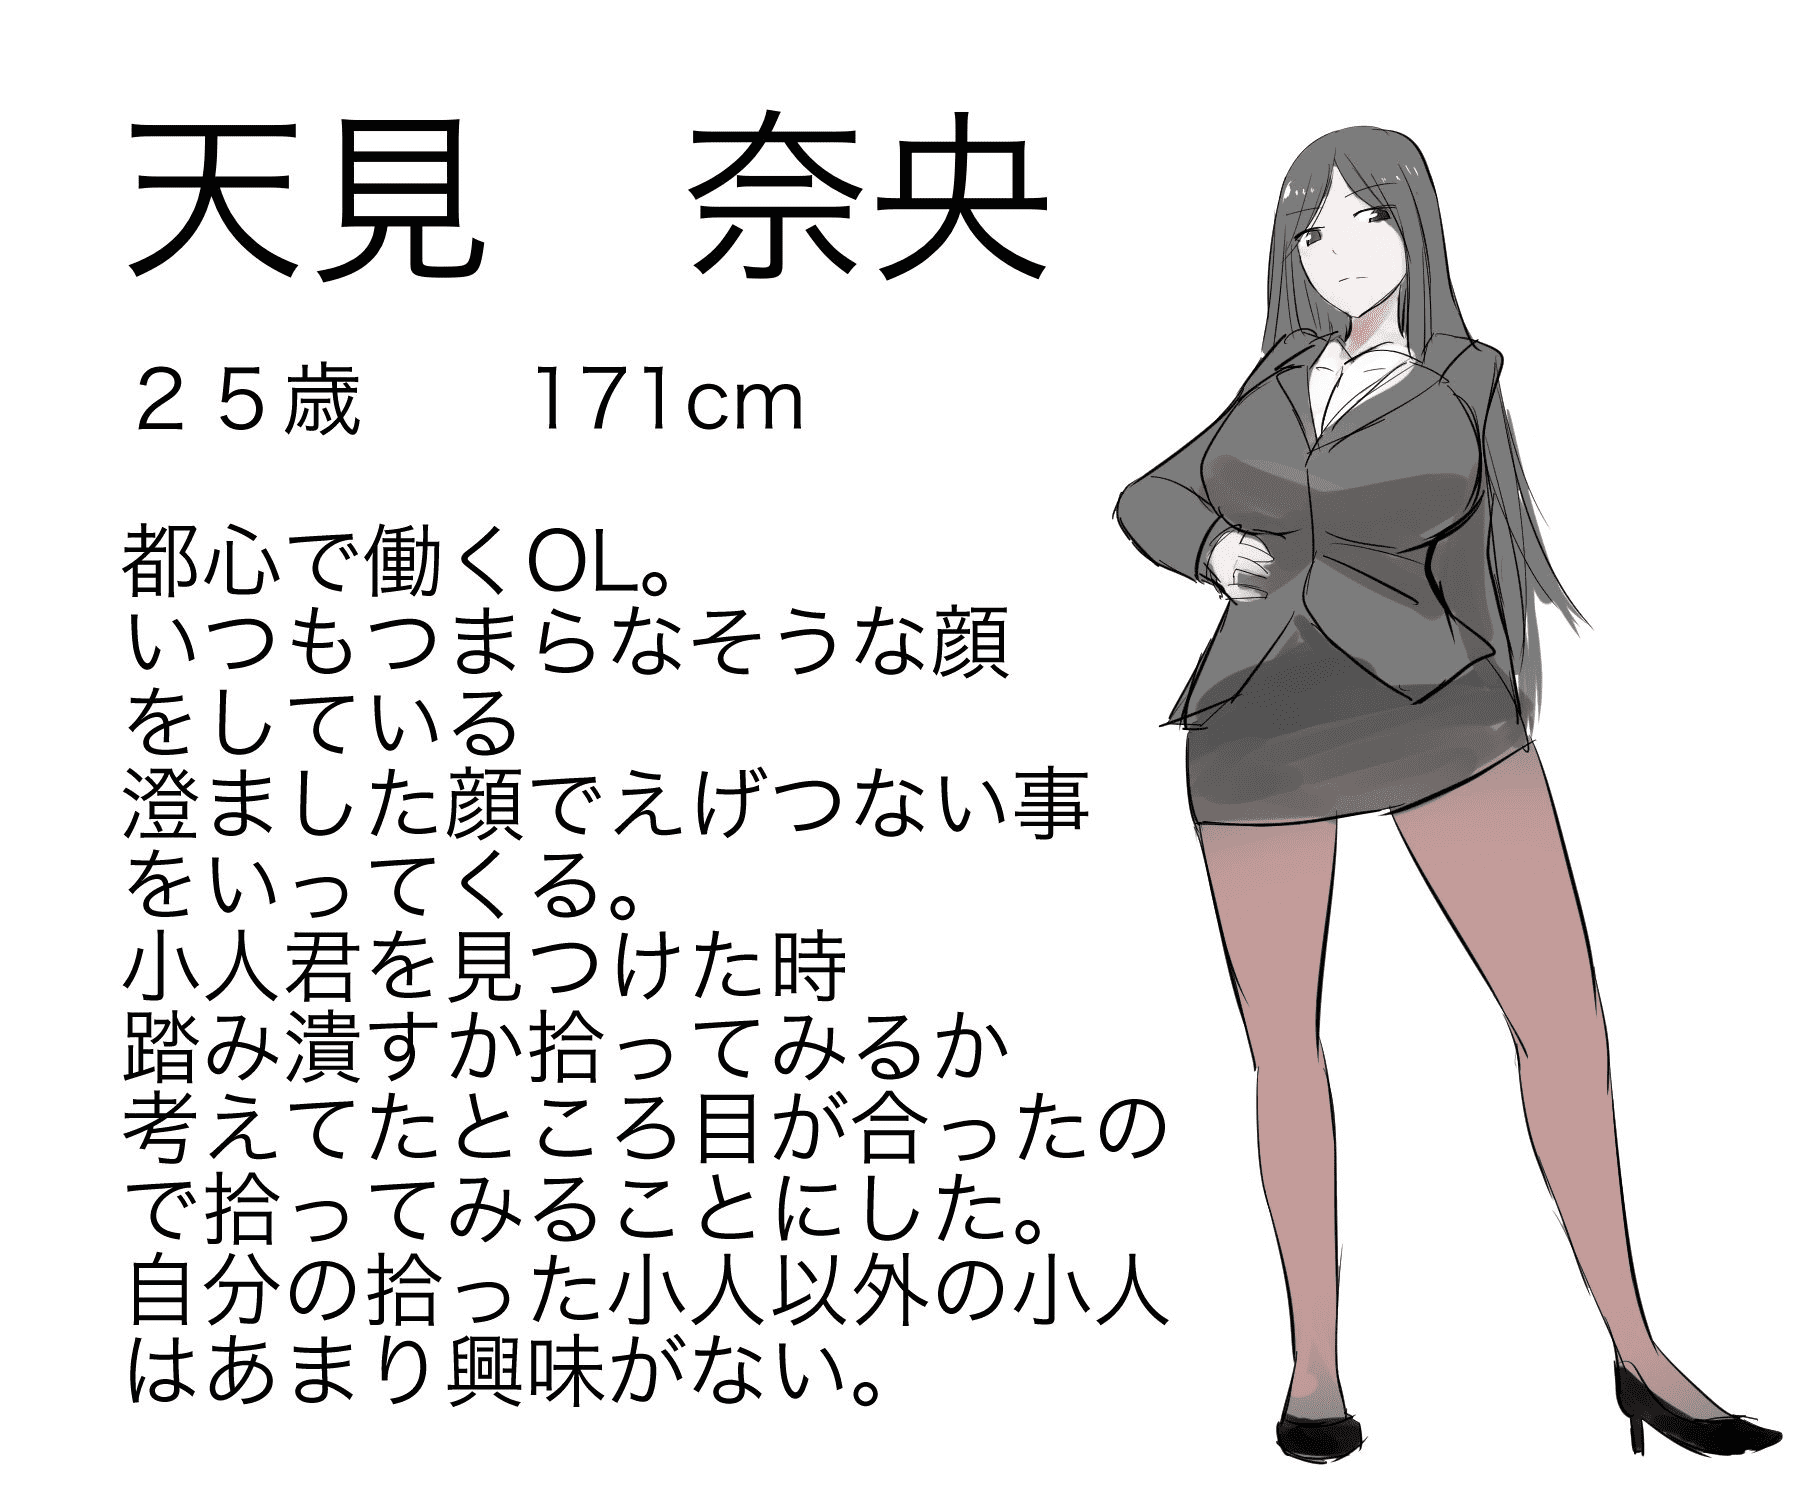 天見　奈央
２５歳　　171cm
都心で働くOL。
いつもつまらなそうな顔
をしている
澄ました顔でえげつない事
をいってくる。
小人君を見つけた時
踏み潰すか拾ってみるか
考えてたところ目が合ったの
で拾ってみることにした。
自分の拾った小人以外の小人
はあまり興味がない。